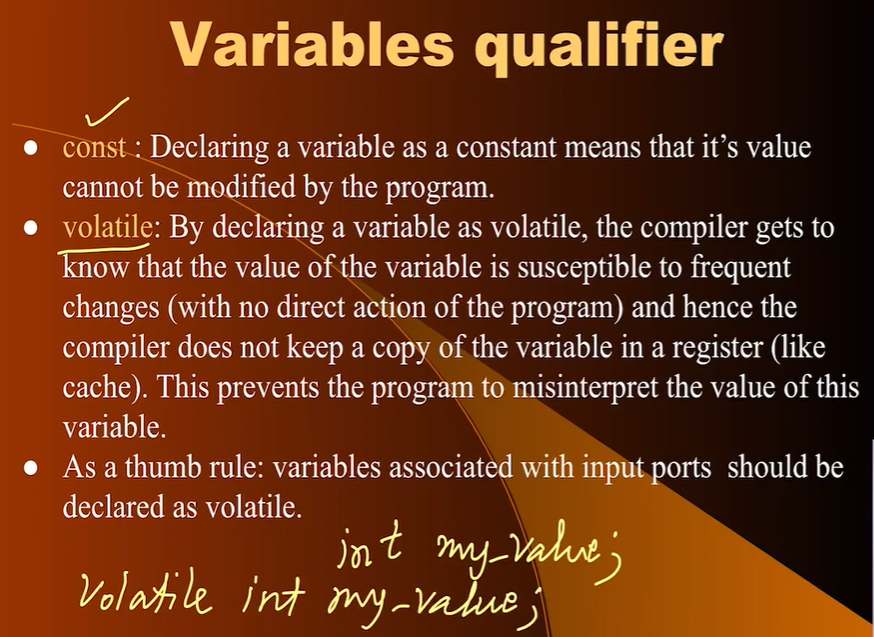 Variables qualifier
const : Declaring a variable as a constant means that it’s value
cannot be modified by the program.
volatile: By declaring a variable as volatile, the compiler gets to
know that the value of the variable is susceptible to frequent
changes (with no direct action of the program) and hence the
compiler does not keep a copy of the variable in a register (like
cache). This prevents the program to misinterpret the value of this
variable.
As a thumb rule: variables associated with input ports should be
declared as volatile.
int my_value;
Volatile int my_value;